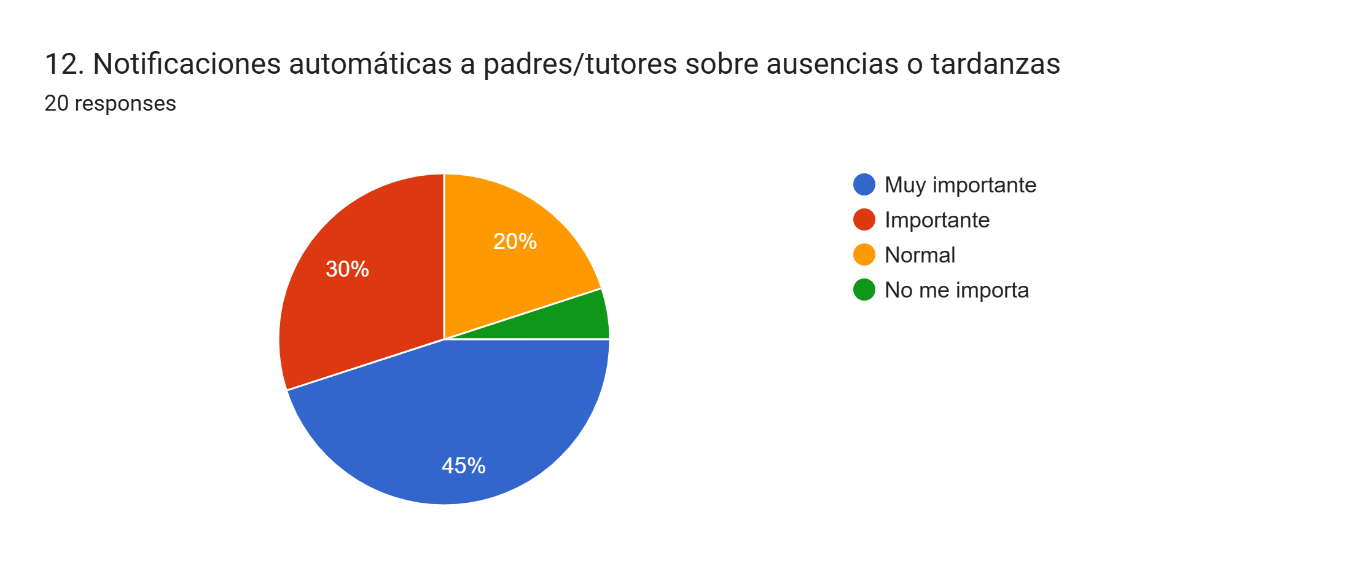 12. Notificaciones automáticas a padres/tutores sobre ausencias o tardanzas
20 responses
Muy importante
Importante
Normal
No me importa
20%
30%
45%